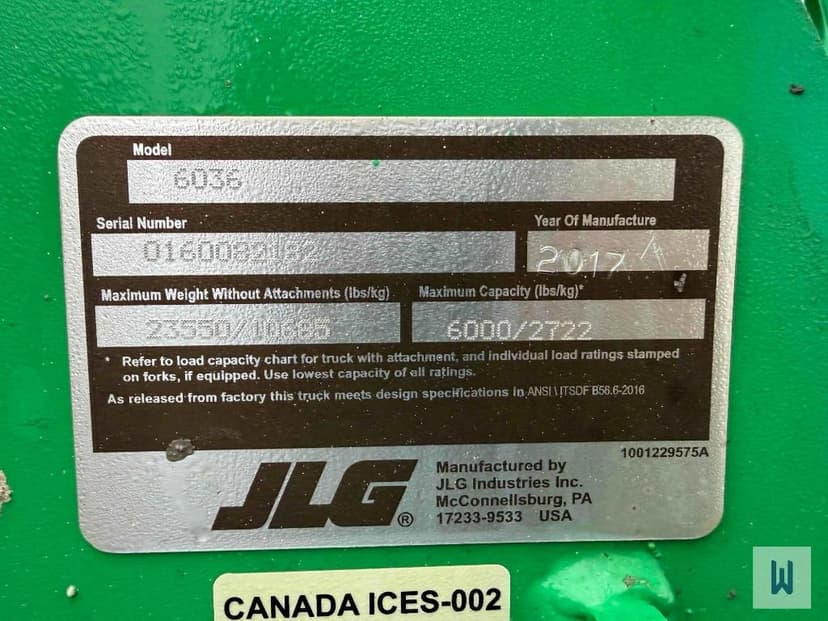 Model
6036
Serial Number
Year Of Manufacture
2017
Maximum Weight Without Attachments (lbs/kg)
Maximum Capacity (lbs/kg)*
23550/10685
6000/2722
* Refer to load capacity chart for truck with attachment, and individual load ratings stamped
on forks, if equipped. Use lowest capacity of all ratings.
As released from factory this truck meets design specifications in ANSI \ ITSDF B56.6-2016
1001229575A
JLG®
Manufactured by
JLG Industries Inc.
McConnellsburg, PA
17233-9533 USA
CANADA ICES-002
W